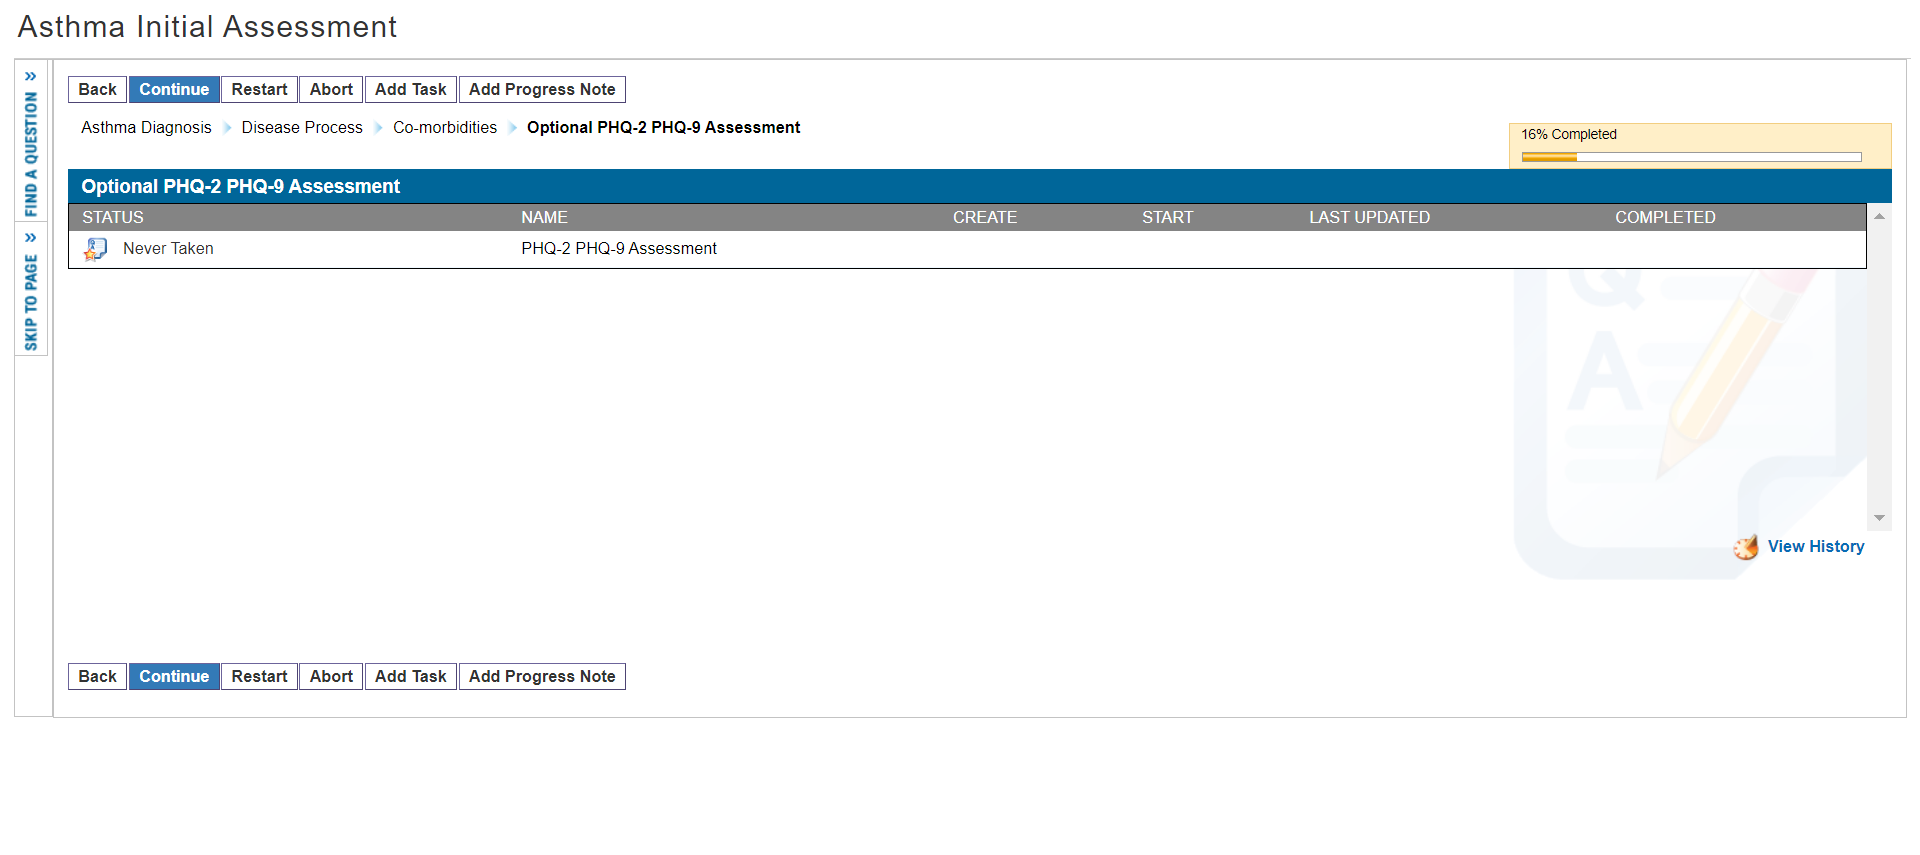 Asthma Initial Assessment
» FIND A QUESTION
» SKIP TO PAGE
Back Continue Restart Abort Add Task Add Progress Note
Asthma Diagnosis Disease Process Co-morbidities Optional PHQ-2 PHQ-9 Assessment
16% Completed
Optional PHQ-2 PHQ-9 Assessment
STATUS NAME CREATE START LAST UPDATED COMPLETED
Never Taken PHQ-2 PHQ-9 Assessment
Q
A
View History
Back Continue Restart Abort Add Task Add Progress Note